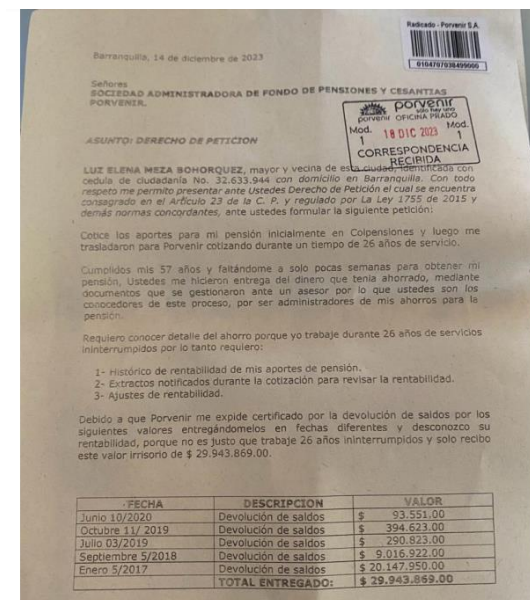 Radicado - Porvenir S.A.
0104707038499000
Barranquilla, 14 de diciembre de 2023
Señores
SOCIEDAD ADMINISTRADORA DE FONDO DE PENSIONES Y CESANTIAS
PORVENIR.
porvenir
porvenir OFICINA PRADO
Mod. 18 DIC 2023 Mod.
1 1
CORRESPONDENCIA
RECIBIDA
ASUNTO: DERECHO DE PETICION
LUZ ELENA MEZA BOHORQUEZ, mayor y vecina de esta ciudad, identificada con
cedula de ciudadanía No. 32.633.944 con domicilio en Barranquilla. Con todo
respeto me permito presentar ante Ustedes Derecho de Petición el cual se encuentra
consagrado en el Artículo 23 de la C. P. y regulado por La Ley 1755 de 2015 y
demás normas concordantes, ante ustedes formular la siguiente petición:
Cotice los aportes para mi pensión inicialmente en Colpensiones y luego me
trasladaron para Porvenir cotizando durante un tiempo de 26 años de servicio.
Cumplidos mis 57 años y faltándome a solo pocas semanas para obtener mi
pensión, Ustedes me hicieron entrega del dinero que tenía ahorrado, mediante
documentos que se gestionaron ante un asesor por lo que ustedes son los
conocedores de este proceso, por ser administradores de mis ahorros para la
pensión.
Requiero conocer detalle del ahorro porque yo trabaje durante 26 años de servicios
ininterrumpidos por lo tanto requiero:
1- Histórico de rentabilidad de mis aportes de pensión.
2- Extractos notificados durante la cotización para revisar la rentabilidad.
3- Ajustes de rentabilidad.
Debido a que Porvenir me expide certificado por la devolución de saldos por los
siguientes valores entregándomelos en fechas diferentes y desconozco su
rentabilidad, porque no es justo que trabaje 26 años ininterrumpidos y solo recibo
este valor irrisorio de $ 29.943.869.00.
FECHA DESCRIPCION VALOR
Junio 10/2020 Devolución de saldos $ 93.551.00
Octubre 11/ 2019 Devolución de saldos $ 394.623.00
Julio 03/2019 Devolución de saldos $ 290.823.00
Septiembre 5/2018 Devolución de saldos $ 9.016.922.00
Enero 5/2017 Devolución de saldos $ 20.147.950.00
TOTAL ENTREGADO: $ 29.943.869.00